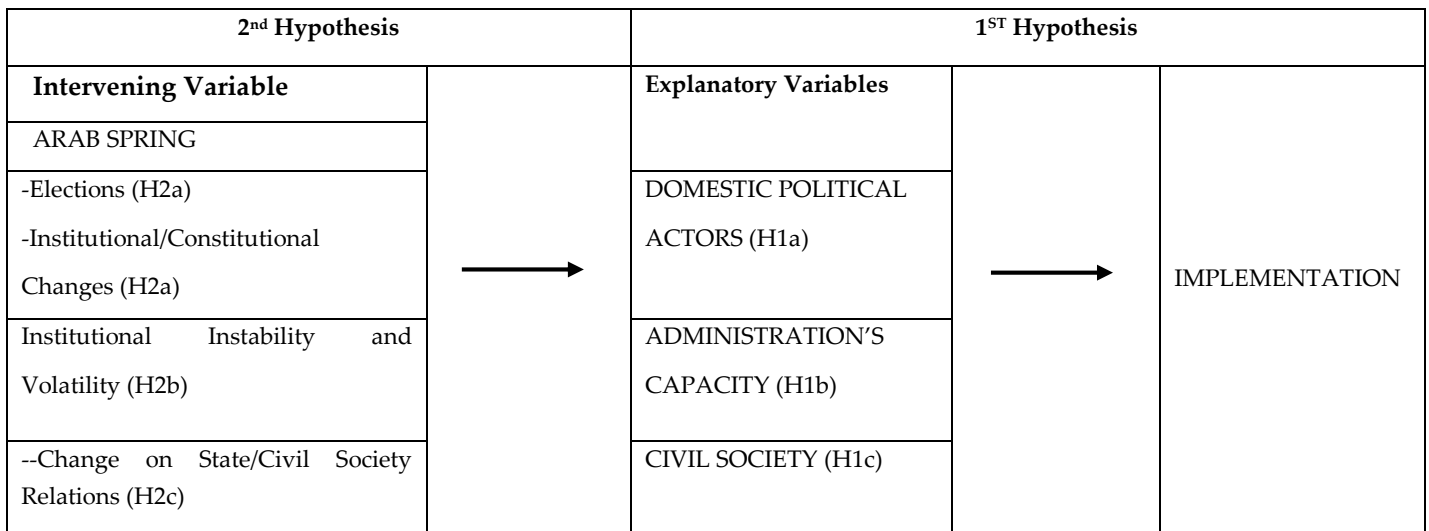 2nd Hypothesis
1ST Hypothesis
Intervening Variable
Explanatory Variables
ARAB SPRING
-Elections (H2a)
-Institutional/Constitutional
Changes (H2a)
DOMESTIC POLITICAL
ACTORS (H1a)
IMPLEMENTATION
Institutional Instability and
Volatility (H2b)
ADMINISTRATION’S
CAPACITY (H1b)
--Change on State/Civil Society
Relations (H2c)
CIVIL SOCIETY (H1c)